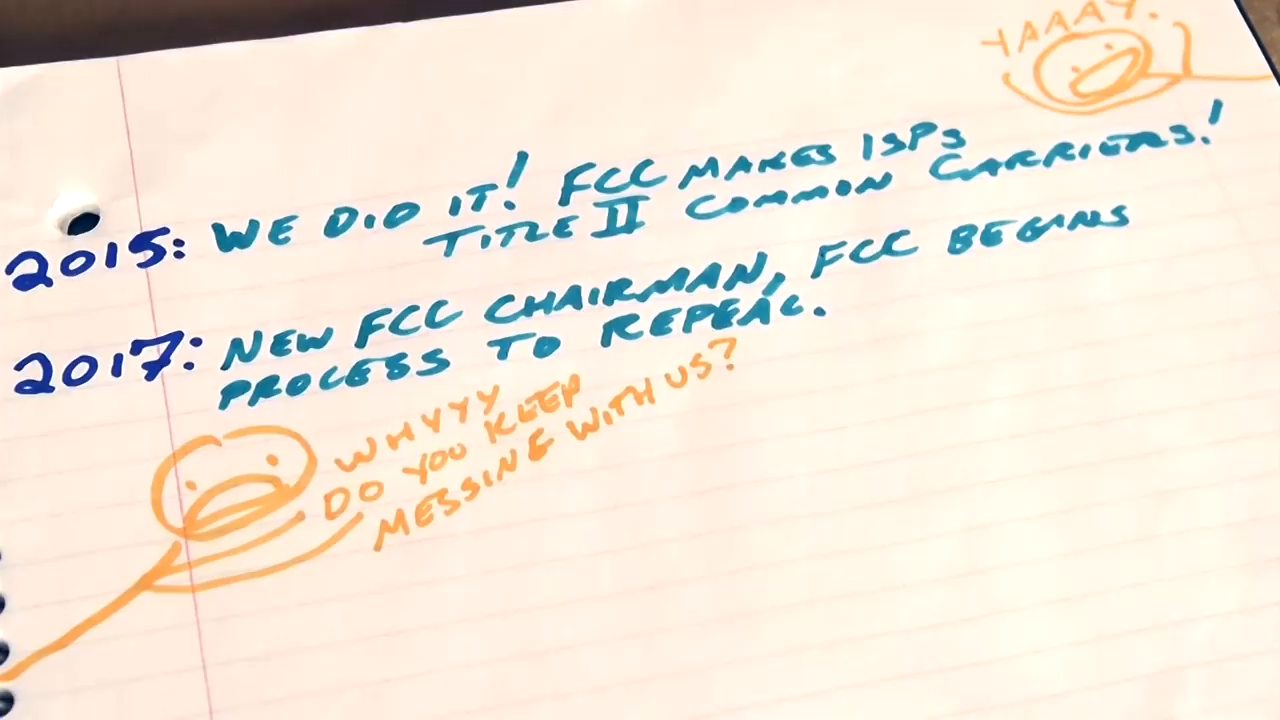 YAAAY.
2015: WE DID IT! FCC MAKES ISPs
TITLE II COMMON CARRIERS!
2017: NEW FCC CHAIRMAN, FCC BEGINS
PROCESS TO REPEAL.
WHYYY
DO YOU KEEP
MESSING WITH US?